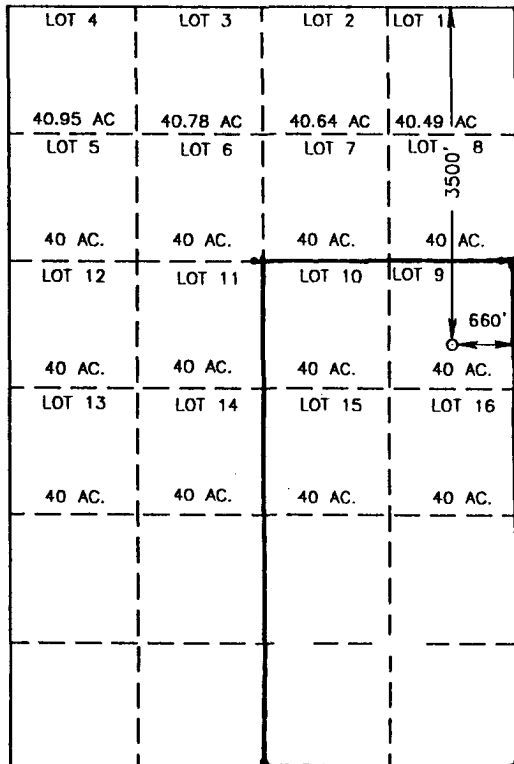 LOT 4 LOT 3 LOT 2 LOT 1
40.95 AC 40.78 AC 40.64 AC 40.49 AC
LOT 5 LOT 6 LOT 7 LOT 8
3500'
40 AC. 40 AC. 40 AC. 40 AC.
LOT 12 LOT 11 LOT 10 LOT 9
660'
40 AC. 40 AC. 40 AC. 40 AC.
LOT 13 LOT 14 LOT 15 LOT 16
40 AC. 40 AC. 40 AC. 40 AC.